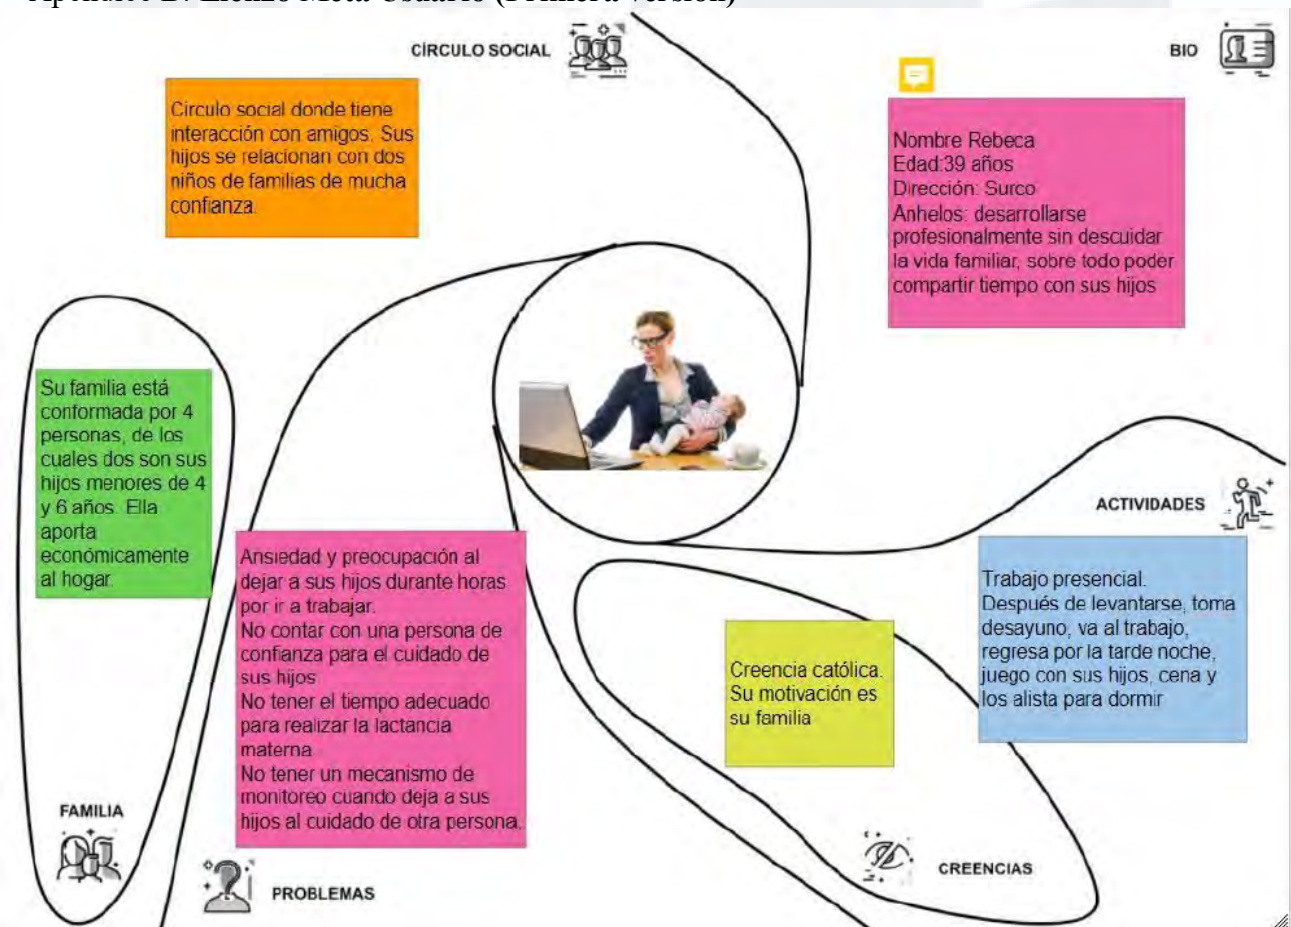 Apéndice B: Lienzo Meta Usuario (Primera versión)
CÍRCULO SOCIAL
Circulo social donde tiene
interacción con amigos. Sus
hijos se relacionan con dos
niños de familias de mucha
confianza.
BIO
Nombre Rebeca
Edad:39 años
Dirección: Surco
Anhelos: desarrollarse
profesionalmente sin descuidar
la vida familiar, sobre todo poder
compartir tiempo con sus hijos
Su familia está
conformada por 4
personas, de los
cuales dos son sus
hijos menores de 4
y 6 años. Ella
aporta
económicamente
al hogar.
FAMILIA
Ansiedad y preocupación al
dejar a sus hijos durante horas
por ir a trabajar.
No contar con una persona de
confianza para el cuidado de
sus hijos
No tener el tiempo adecuado
para realizar la lactancia
materna
No tener un mecanismo de
monitoreo cuando deja a sus
hijos al cuidado de otra persona.
PROBLEMAS
Creencia católica.
Su motivación es
su familia
CREENCIAS
ACTIVIDADES
Trabajo presencial.
Después de levantarse, toma
desayuno, va al trabajo,
regresa por la tarde noche,
juego con sus hijos, cena y
los alista para dormir